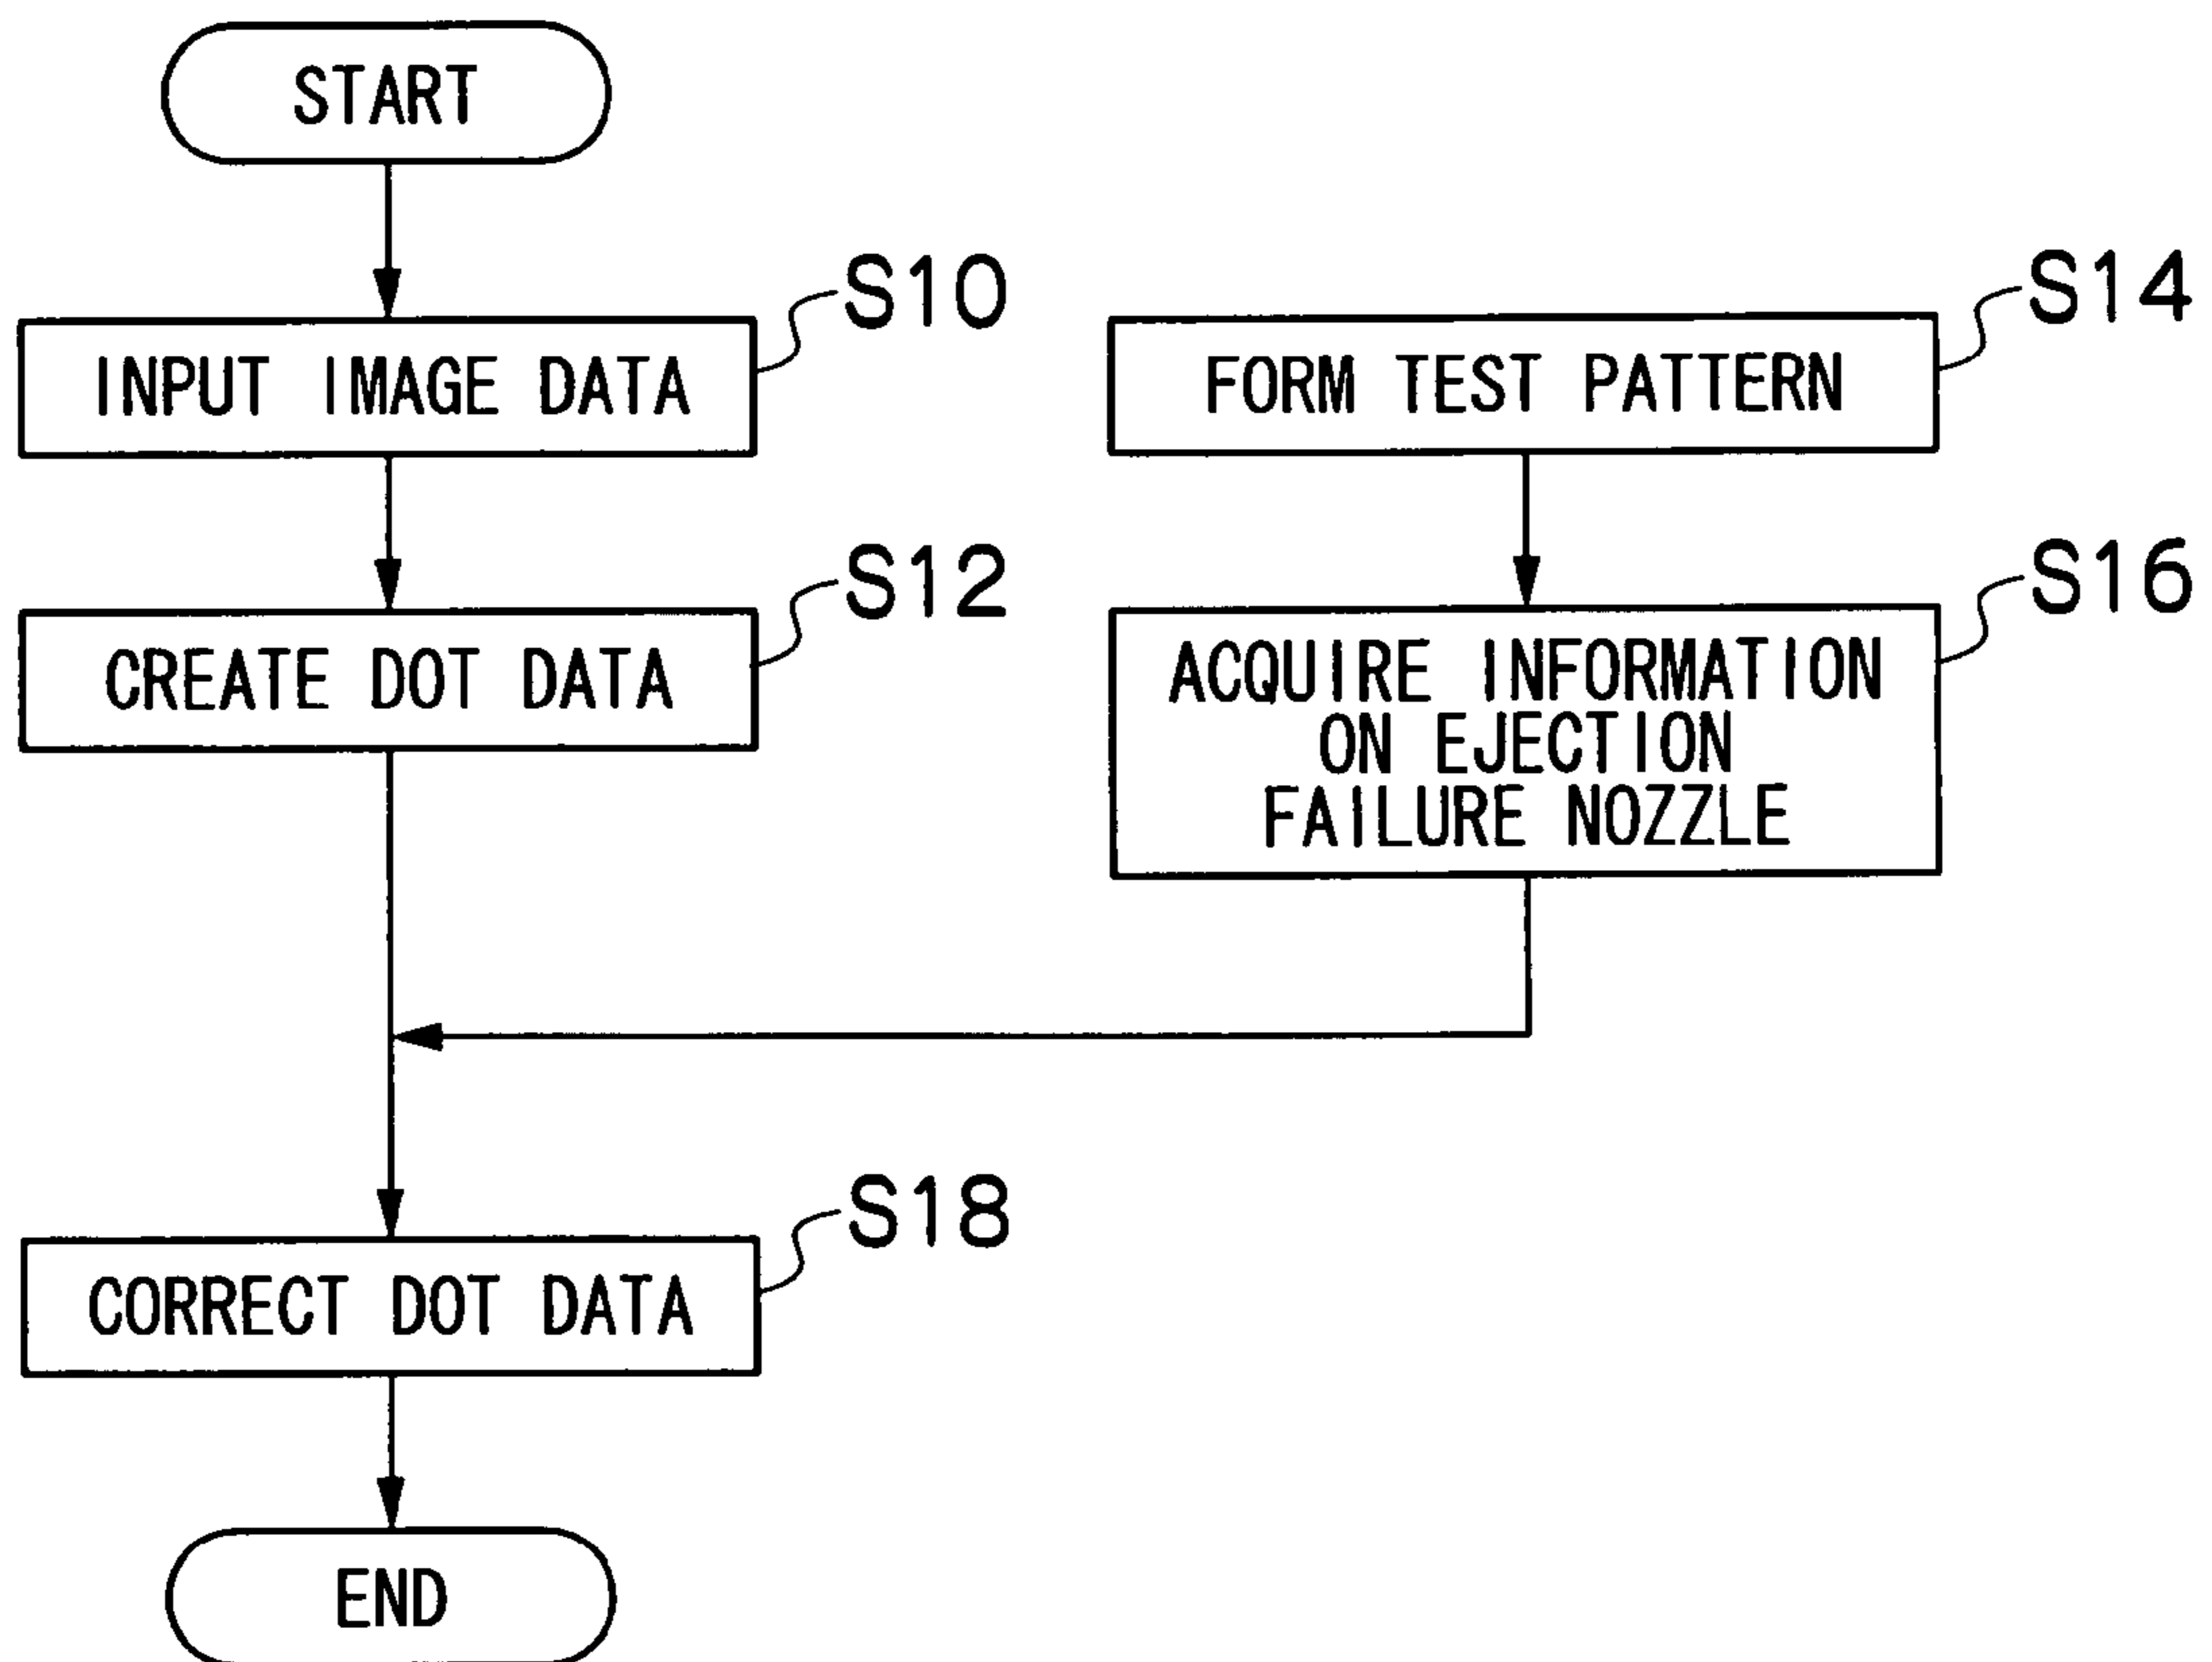 START
S10
INPUT IMAGE DATA
S12
CREATE DOT DATA
S14
FORM TEST PATTERN
S16
ACQUIRE INFORMATION
ON EJECTION
FAILURE NOZZLE
S18
CORRECT DOT DATA
END